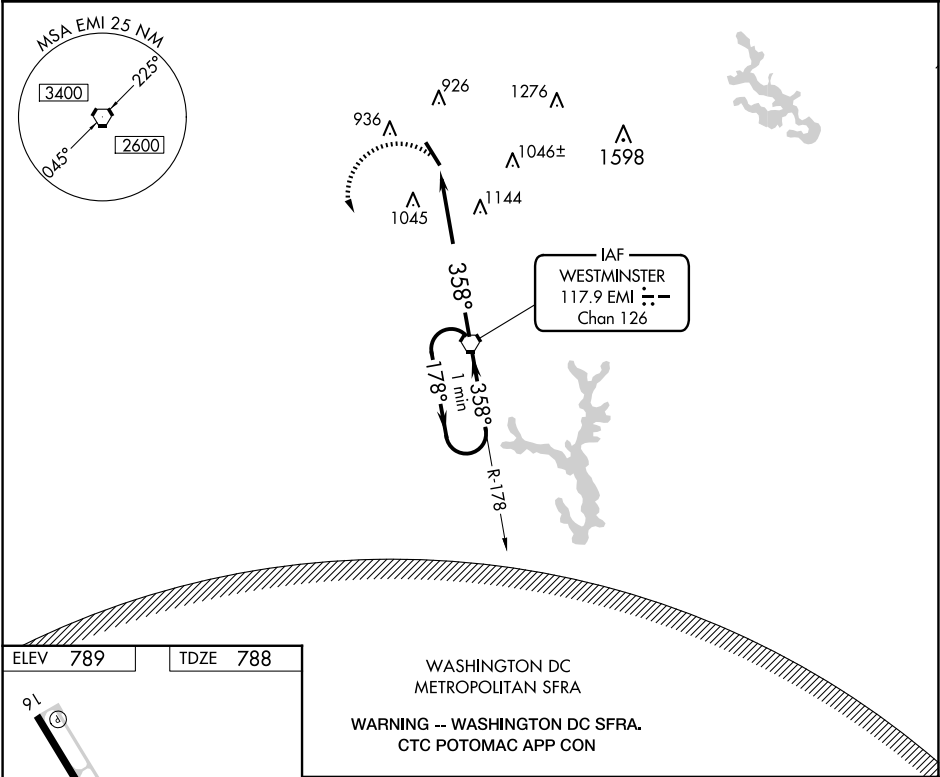 MSA EMI 25 NM
3400
225°
2600
045°
926
1276
936
1046±
1598
1045
1144
358°
IAF
WESTMINSTER
117.9 EMI
Chan 126
178°
1 min
358°
R-178
ELEV 789
TDZE 788
16
P
WASHINGTON DC
METROPOLITAN SFRA
WARNING -- WASHINGTON DC SFRA.
CTC POTOMAC APP CON